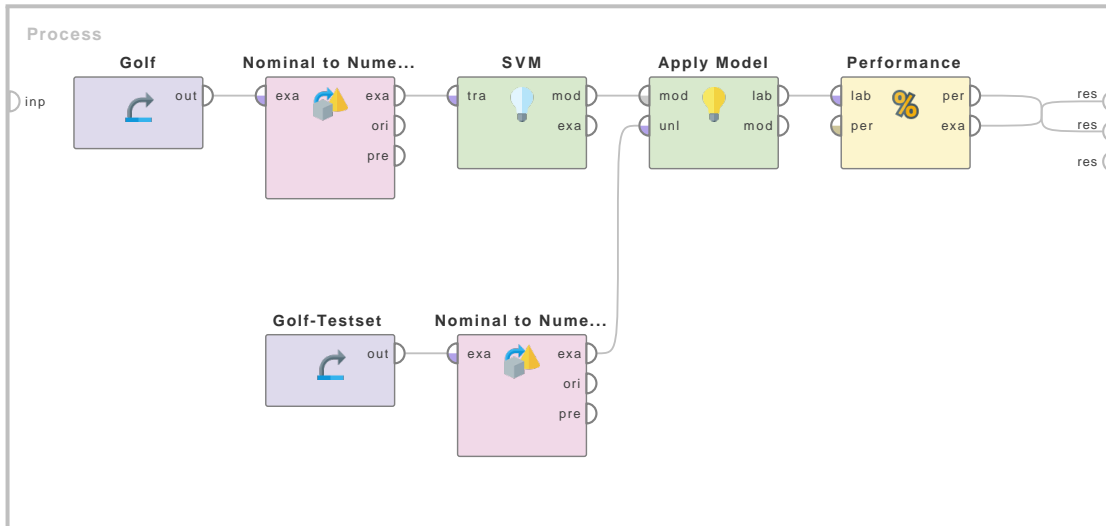 Process
Golf
Nominal to Nume...
SVM
Apply Model
Performance
inp
out
exa
exa
ori
pre
tra
mod
exa
mod
lab
unl
mod
lab
per
per
exa
res
res
res
Golf-Testset
Nominal to Nume...
out
exa
exa
ori
pre
%